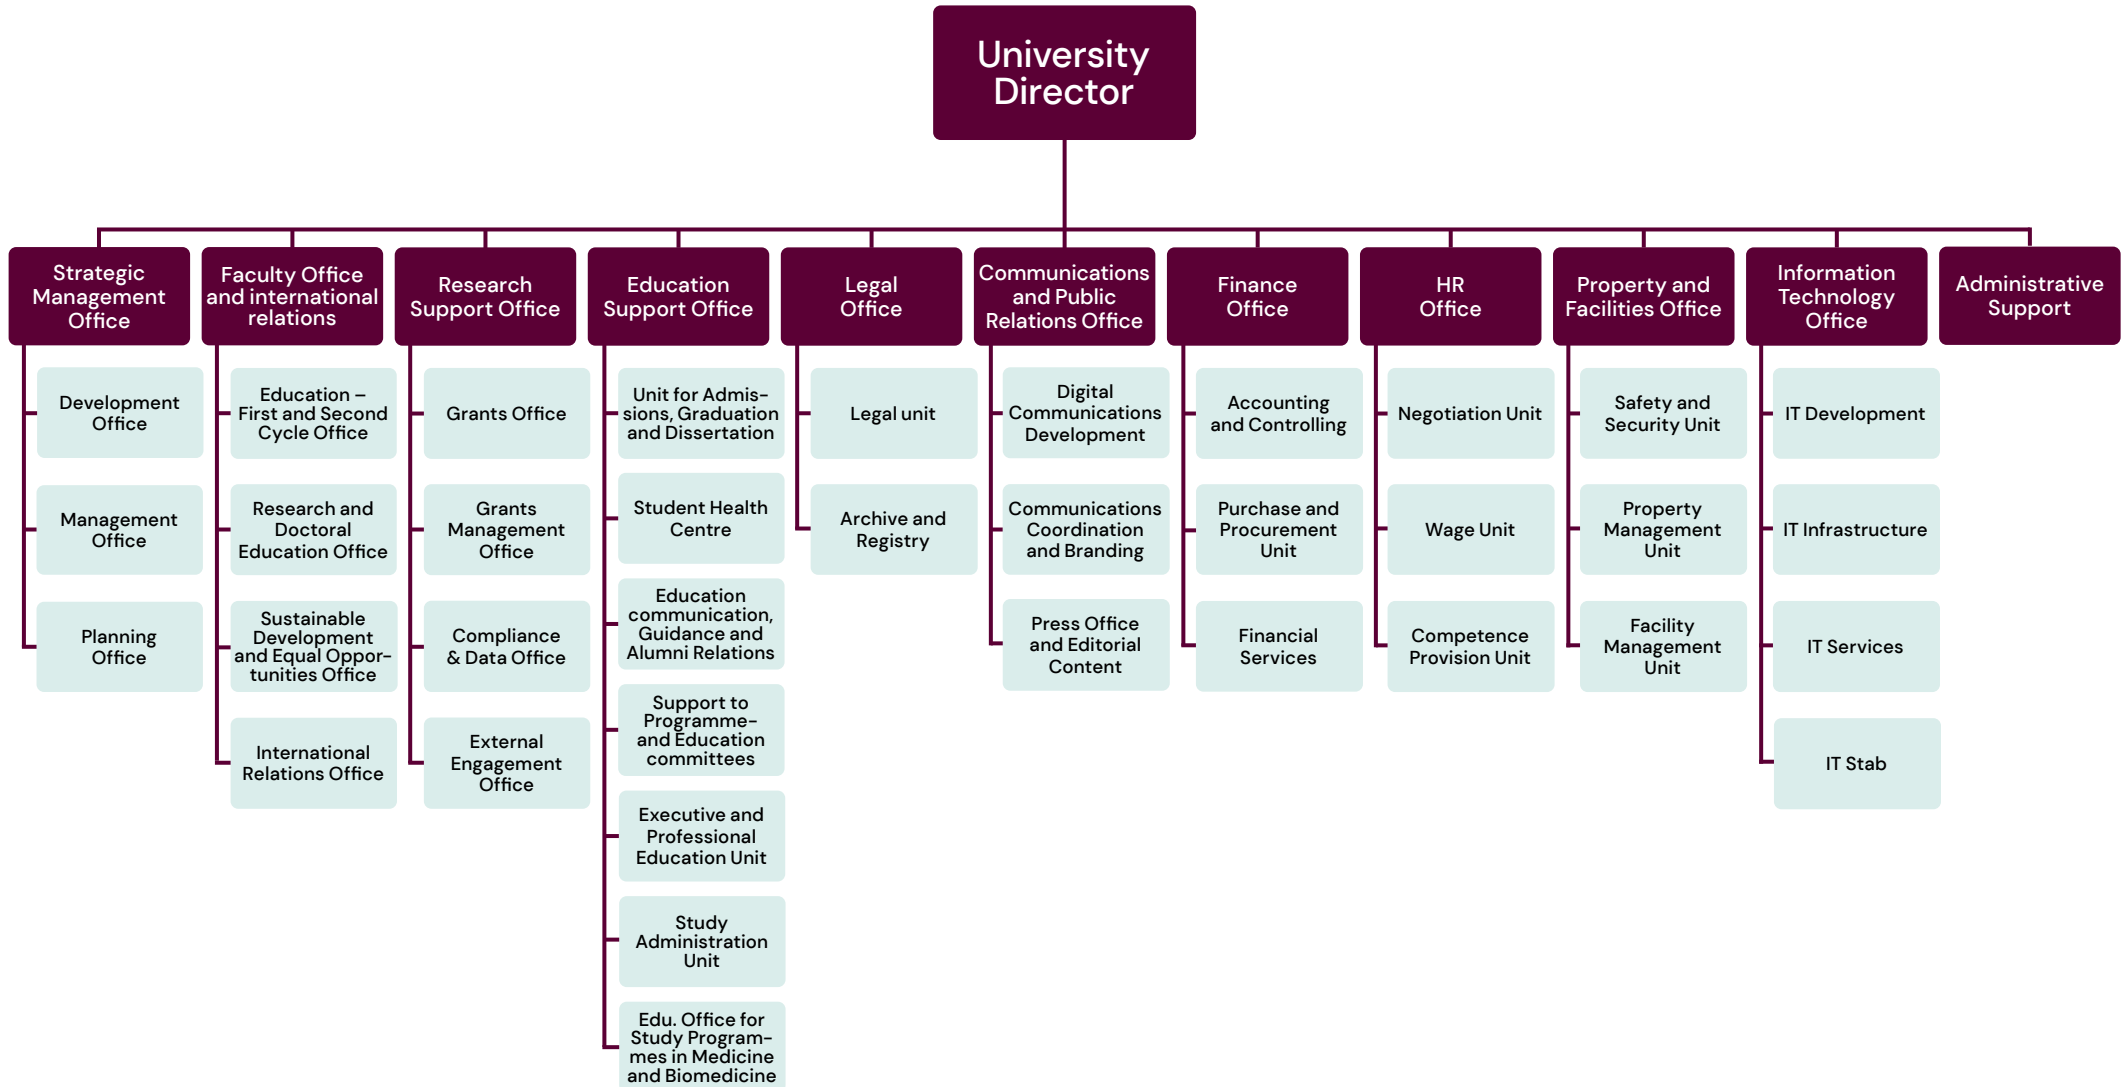 University
Director
Strategic
Management
Office
Faculty Office
and international
relations
Research
Support Office
Education
Support Office
Legal
Office
Communications
and Public
Relations Office
Finance
Office
HR
Office
Property and
Facilities Office
Information
Technology
Office
Administrative
Support
Development
Office
Management
Office
Planning
Office
Education –
First and Second
Cycle Office
Research and
Doctoral
Education Office
Sustainable
Development
and Equal Oppor-
tunities Office
International
Relations Office
Grants Office
Grants
Management
Office
Compliance
& Data Office
External
Engagement
Office
Unit for Admis-
sions, Graduation
and Dissertation
Student Health
Centre
Education
communication,
Guidance and
Alumni Relations
Support to
Programme-
and Education
committees
Executive and
Professional
Education Unit
Study
Administration
Unit
Edu. Office for
Study Program-
mes in Medicine
and Biomedicine
Legal unit
Archive and
Registry
Digital
Communications
Development
Communications
Coordination
and Branding
Press Office
and Editorial
Content
Accounting
and Controlling
Purchase and
Procurement
Unit
Financial
Services
Negotiation Unit
Wage Unit
Competence
Provision Unit
Safety and
Security Unit
Property
Management
Unit
Facility
Management
Unit
IT Development
IT Infrastructure
IT Services
IT Stab